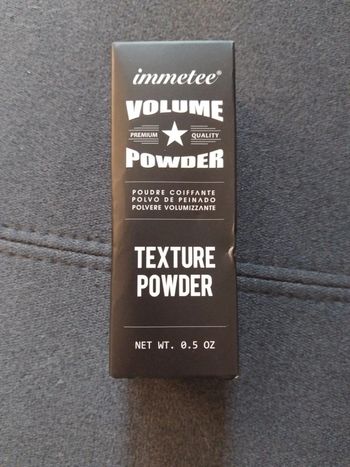 immetee®
VOLUME
PREMIUM QUALITY
POWDER
POUDRE COIFFANTE
POLVO DE PEINADO
POLVERE VOLUMIZZANTE
TEXTURE
POWDER
NET WT. 0.5 OZ